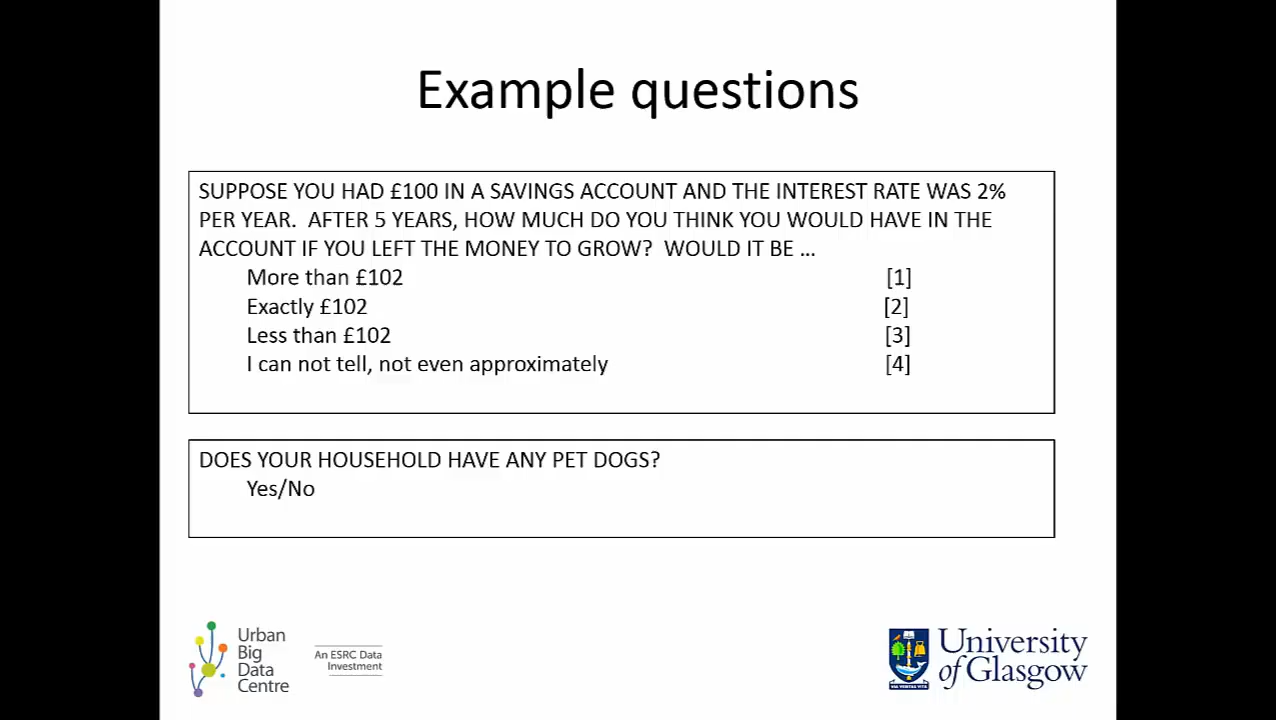 Example questions
SUPPOSE YOU HAD £100 IN A SAVINGS ACCOUNT AND THE INTEREST RATE WAS 2%
PER YEAR.  AFTER 5 YEARS, HOW MUCH DO YOU THINK YOU WOULD HAVE IN THE
ACCOUNT IF YOU LEFT THE MONEY TO GROW?  WOULD IT BE …
More than £102 [1]
Exactly £102 [2]
Less than £102 [3]
I can not tell, not even approximately [4]
DOES YOUR HOUSEHOLD HAVE ANY PET DOGS?
Yes/No
Urban
Big
Data
Centre
An ESRC Data
Investment
University
of Glasgow
VIA VERITAS VITA